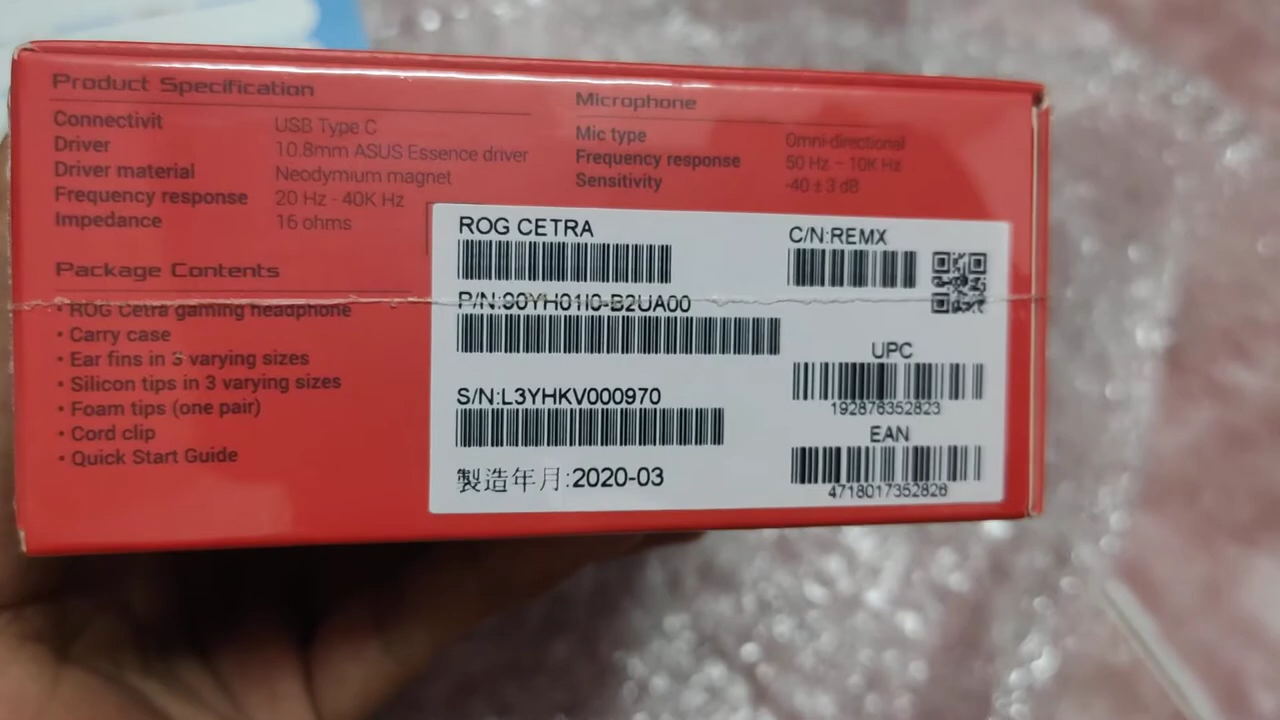 Product Specification
Connectivit USB Type C
Driver 10.8mm ASUS Essence driver
Driver material Neodymium magnet
Frequency response 20 Hz - 40K Hz
Impedance 16 ohms
Microphone
Mic type Omni-directional
Frequency response 50 Hz ~ 10K Hz
Sensitivity -40 ± 3 dB
Package Contents
• ROG Cetra gaming headphone
• Carry case
• Ear fins in 3 varying sizes
• Silicon tips in 3 varying sizes
• Foam tips (one pair)
• Cord clip
• Quick Start Guide
ROG CETRA
P/N:90YH01I0-B2UA00
S/N:L3YHKV000970
製造年月:2020-03
C/N:REMX
UPC
192876352823
EAN
4718017352826